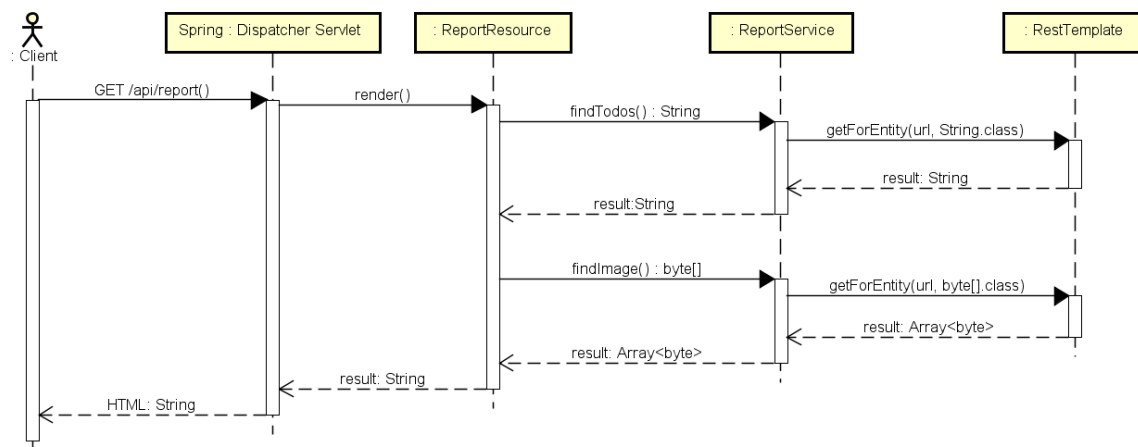 Spring : Dispatcher Servlet
: ReportResource
: ReportService
: RestTemplate
: Client
GET /api/report()
render()
findTodos() : String
getForEntity(url, String.class)
result: String
result:String
findImage() : byte[]
getForEntity(url, byte[].class)
result: Array<byte>
result: Array<byte>
result: String
HTML: String